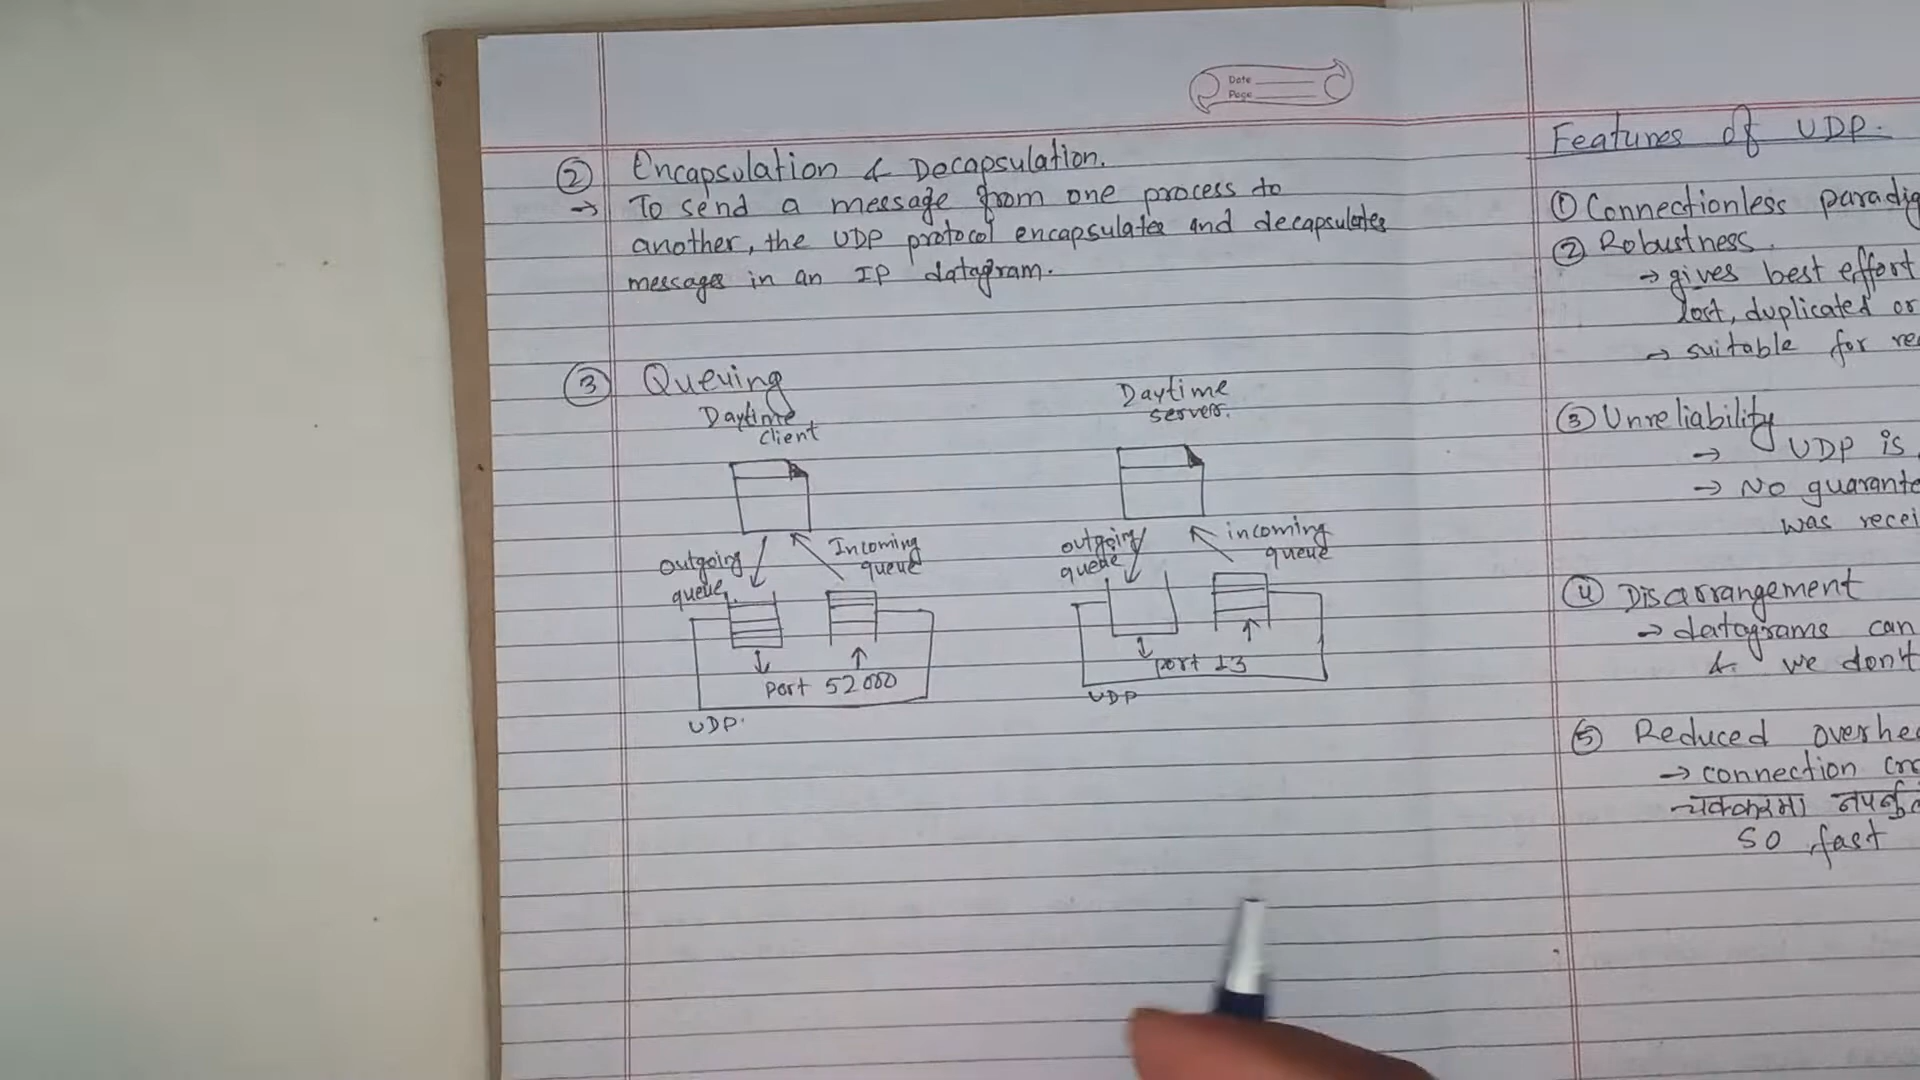 Date
Page
② Encapsulation & Decapsulation.
→ To send a message from one process to
another, the UDP protocol encapsulates and decapsulates
messages in an IP datagram.
③ Queuing
Daytime
client
Daytime
server.
outgoing
queue
Incoming
queue
outgoing
queue
incoming
queue
port 52000
UDP.
port 13
UDP
Features of UDP.
① Connectionless paradig
② Robustness.
→ gives best effort
lost, duplicated or
→ suitable for re
③ Unreliability
→ UDP is
→ No guarante
was recei
④ Disarrangement
→ datagrams can
& we don't
⑤ Reduced overhe
→ connection cre
so fast